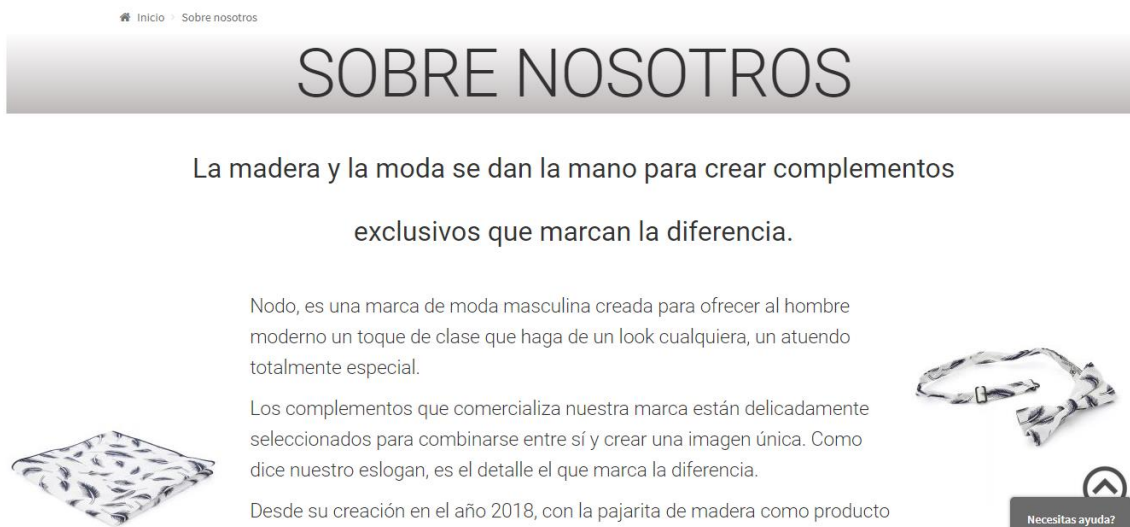 Inicio > Sobre nosotros
SOBRE NOSOTROS
La madera y la moda se dan la mano para crear complementos
exclusivos que marcan la diferencia.
Nodo, es una marca de moda masculina creada para ofrecer al hombre
moderno un toque de clase que haga de un look cualquiera, un atuendo
totalmente especial.
Los complementos que comercializa nuestra marca están delicadamente
seleccionados para combinarse entre sí y crear una imagen única. Como
dice nuestro eslogan, es el detalle el que marca la diferencia.
Desde su creación en el año 2018, con la pajarita de madera como producto
Necesitas ayuda?